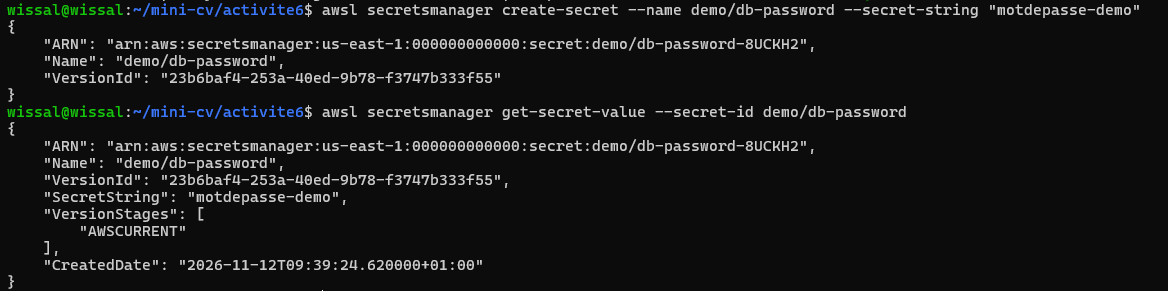 wissal@wissal:~/mini-cv/activite6$ awsl secretsmanager create-secret --name demo/db-password --secret-string "motdepasse-demo"
{
    "ARN": "arn:aws:secretsmanager:us-east-1:000000000000:secret:demo/db-password-8UCKH2",
    "Name": "demo/db-password",
    "VersionId": "23b6baf4-253a-40ed-9b78-f3747b333f55"
}
wissal@wissal:~/mini-cv/activite6$ awsl secretsmanager get-secret-value --secret-id demo/db-password
{
    "ARN": "arn:aws:secretsmanager:us-east-1:000000000000:secret:demo/db-password-8UCKH2",
    "Name": "demo/db-password",
    "VersionId": "23b6baf4-253a-40ed-9b78-f3747b333f55",
    "SecretString": "motdepasse-demo",
    "VersionStages": [
        "AWSCURRENT"
    ],
    "CreatedDate": "2026-11-12T09:39:24.620000+01:00"
}